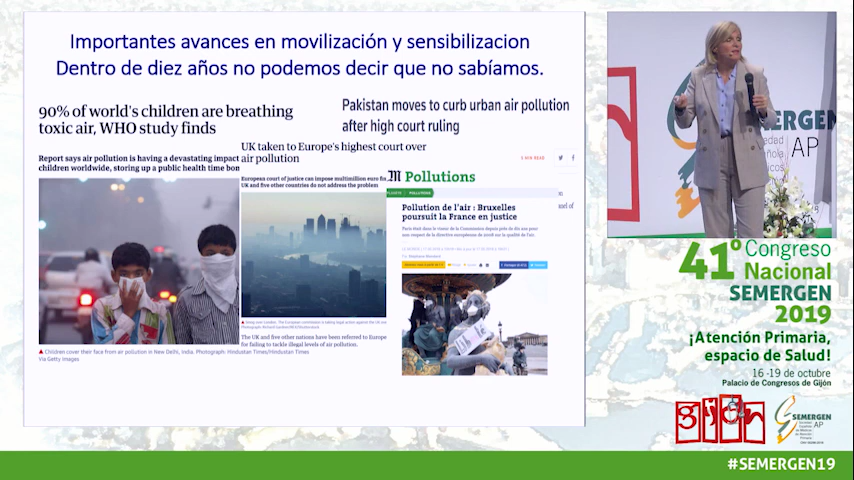 Importantes avances en movilización y sensibilizacion
Dentro de diez años no podemos decir que no sabíamos.
90% of world's children are breathing
toxic air, WHO study finds
Report says air pollution is having a devastating impact
children worldwide, storing up a public health time bom
▲ Children cover their face from air pollution in New Delhi, India. Photograph: Hindustan Times/Hindustan Times
Via Getty Images
Pakistan moves to curb urban air pollution
after high court ruling
UK taken to Europe's highest court over
air pollution
European court of justice can impose multimillion euro fin
UK and five other countries do not address the problem
The UK and five other nations have been referred to Europe
for failing to tackle illegal levels of air pollution.
M Pollutions
POLLUTIONS
Pollution de l'air : Bruxelles
poursuit la France en justice
SEMERGEN
AP
41º Congreso
Nacional
SEMERGEN
2019
¡Atención Primaria,
espacio de Salud!
16 -19 de octubre
Palacio de Congresos de Gijón
gijón
SEMERGEN
AP
#SEMERGEN19